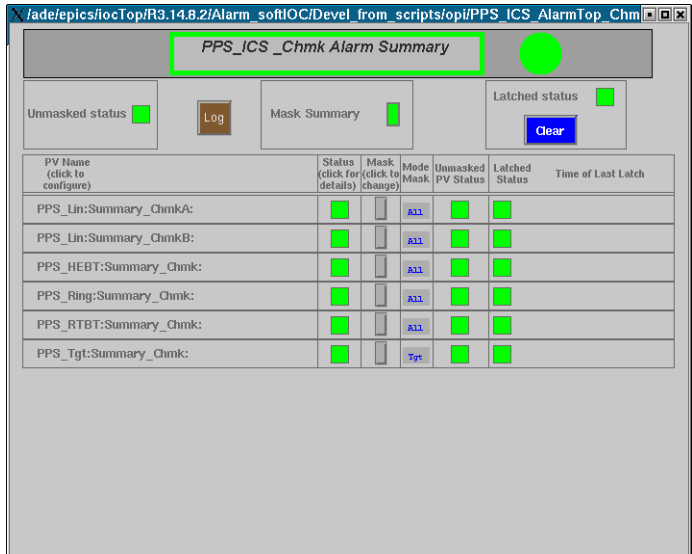 /ade/epics/iocTop/R3.14.8.2/Alarm_softIOC/Devel_from_scripts/opi/PPS_ICS_AlarmTop_Chm
PPS_ICS _Chmk Alarm Summary
Unmasked status
Log
Mask Summary
Latched status
Clear
PV Name
(click to
configure)
Status
(click for
details)
Mask
(click to
change)
Mode
Mask
Unmasked
PV Status
Latched
Status
Time of Last Latch
PPS_Lin:Summary_ChmkA:
All
PPS_Lin:Summary_ChmkB:
All
PPS_HEBT:Summary_Chmk:
All
PPS_Ring:Summary_Chmk:
All
PPS_RTBT:Summary_Chmk:
All
PPS_Tgt:Summary_Chmk:
Tgt